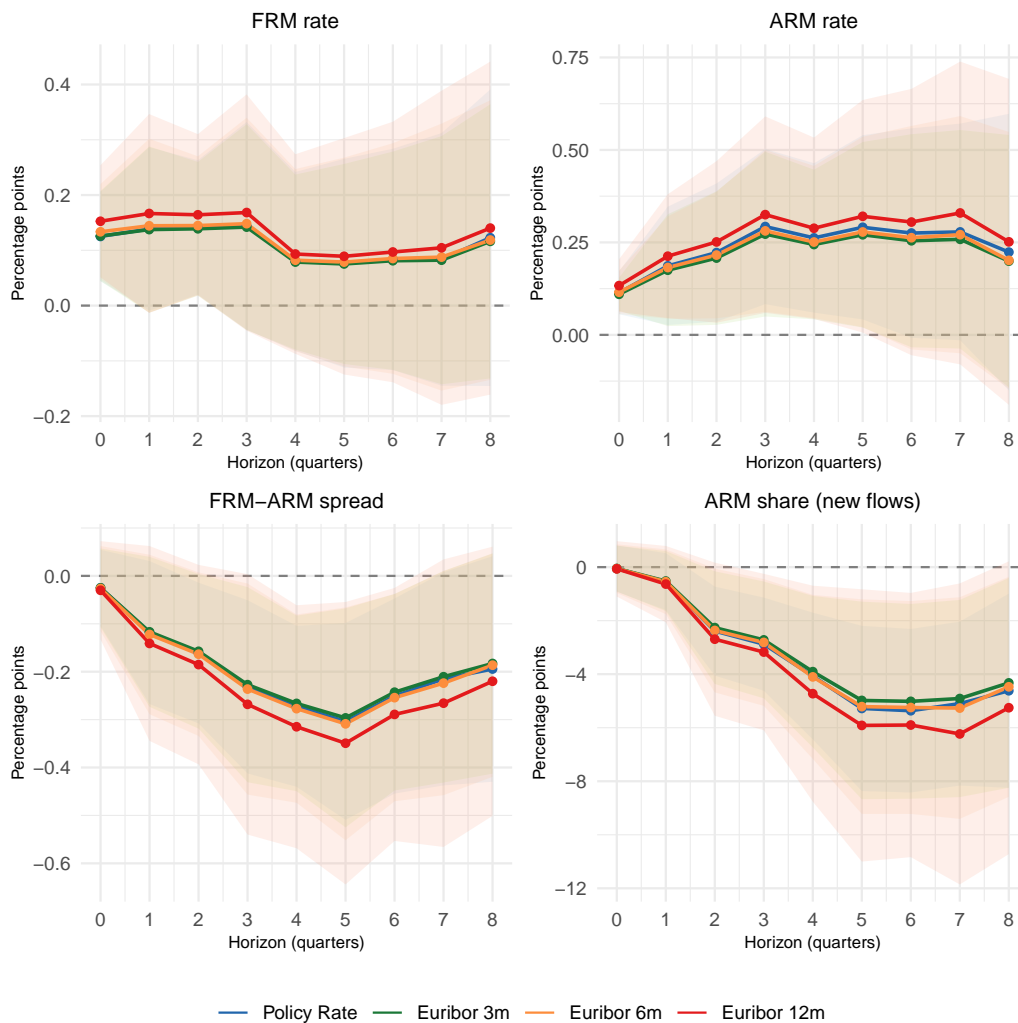 FRM rate
ARM rate
Percentage points
0.4
0.2
0.0
−0.2
0 1 2 3 4 5 6 7 8
Horizon (quarters)
Percentage points
0.75
0.50
0.25
0.00
0 1 2 3 4 5 6 7 8
Horizon (quarters)
FRM−ARM spread
ARM share (new flows)
Percentage points
0.0
−0.2
−0.4
−0.6
0 1 2 3 4 5 6 7 8
Horizon (quarters)
Percentage points
0
−4
−8
−12
0 1 2 3 4 5 6 7 8
Horizon (quarters)
Policy Rate Euribor 3m Euribor 6m Euribor 12m